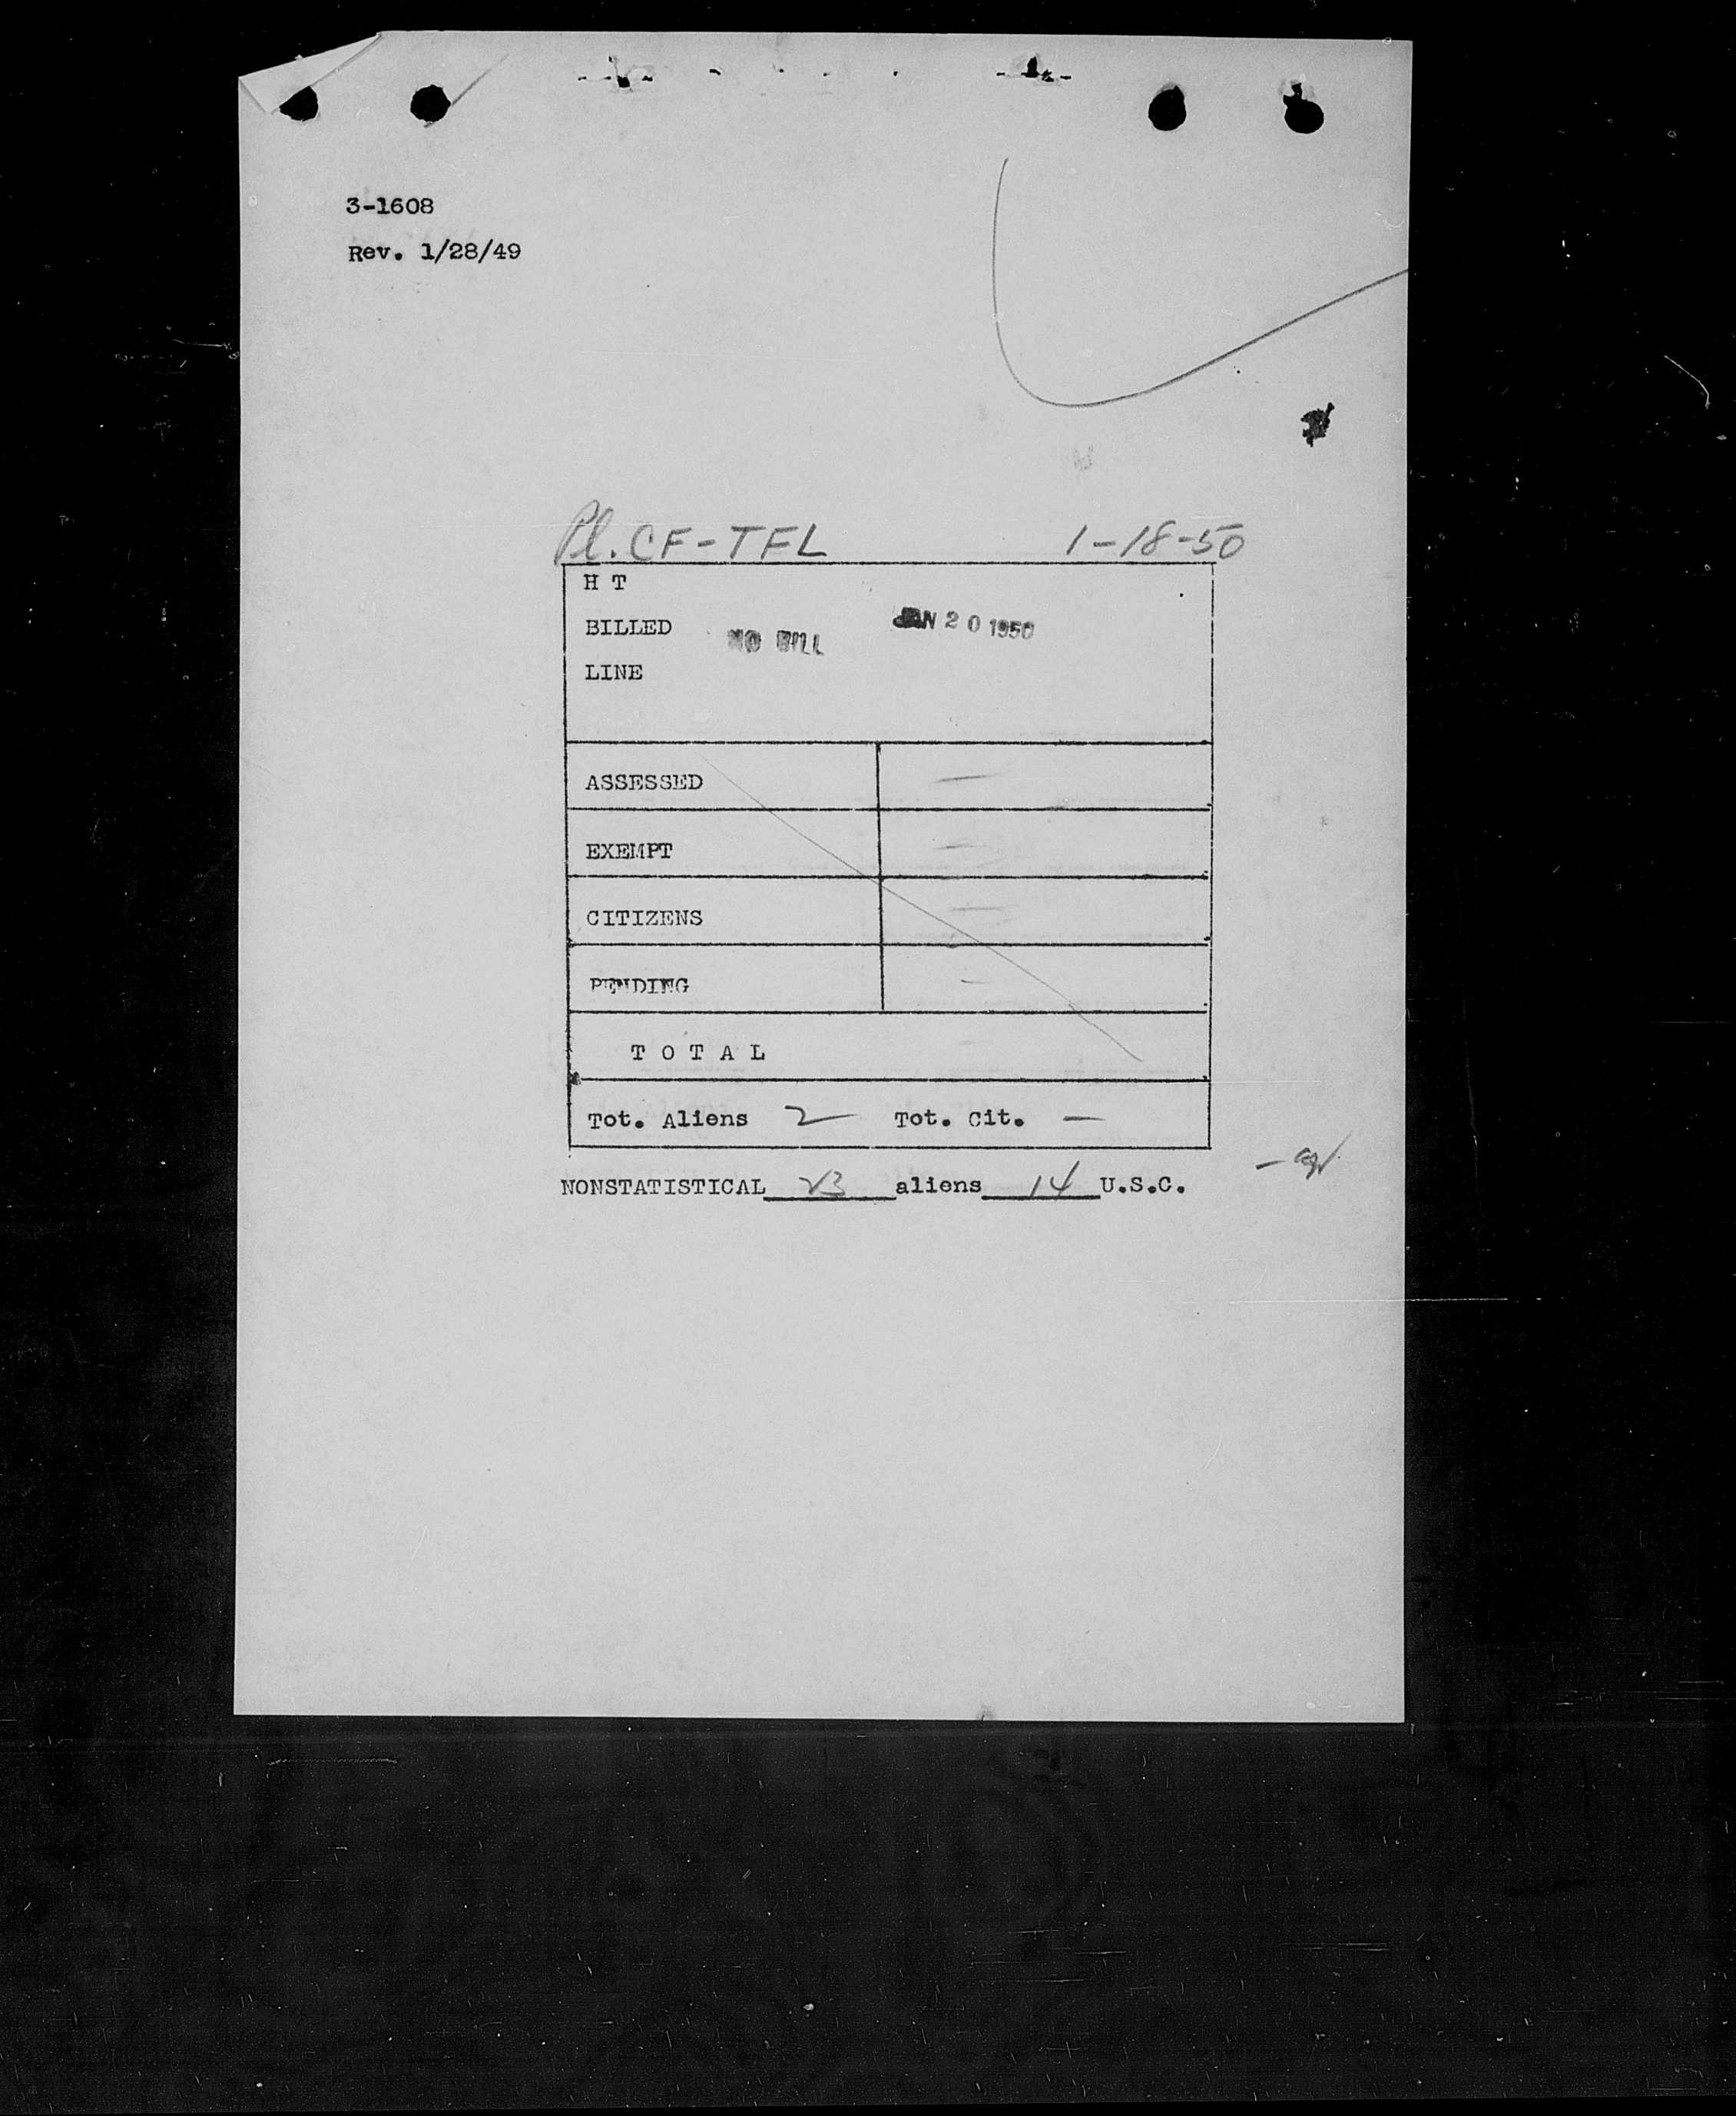 3-1608
Rev. 1/28/49
Pl. CF-TFL 1-18-50
H T
BILLED NO BILL JAN 20 1950
LINE
ASSESSED —
EXEMPT —
CITIZENS —
PENDING —
T O T A L
Tot. Aliens 2 Tot. Cit. —
NONSTATISTICAL 23 aliens 14 U.S.C.